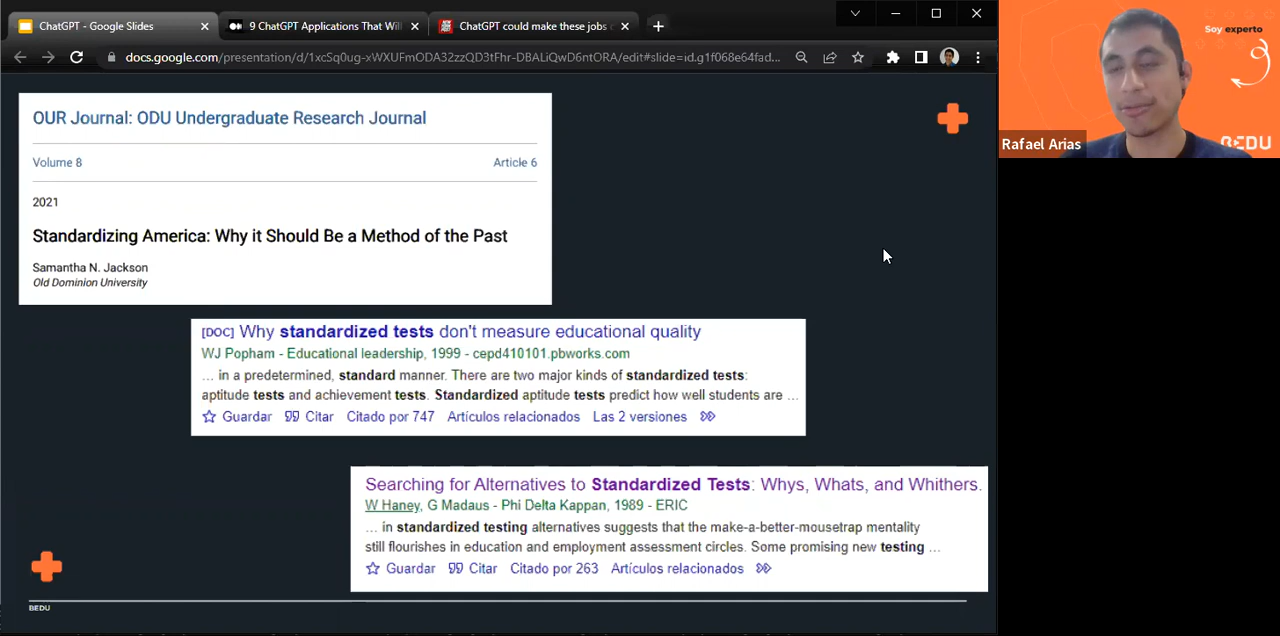 ChatGPT - Google Slides
9 ChatGPT Applications That Will
ChatGPT could make these jobs
docs.google.com/presentation/d/1xcSq0ug-xWXUFmODA32zzQD3tFhr-DBALiQwD6ntORA/edit#slide=id.g1f068e64fad...
Soy experto
Rafael Arias
BEDU
OUR Journal: ODU Undergraduate Research Journal
Volume 8 Article 6
2021
Standardizing America: Why it Should Be a Method of the Past
Samantha N. Jackson
Old Dominion University
[DOC] Why standardized tests don't measure educational quality
WJ Popham - Educational leadership, 1999 - cepd410101.pbworks.com
... in a predetermined, standard manner. There are two major kinds of standardized tests:
aptitude tests and achievement tests. Standardized aptitude tests predict how well students are ...
Guardar Citar Citado por 747 Artículos relacionados Las 2 versiones
Searching for Alternatives to Standardized Tests: Whys, Whats, and Whithers.
W Haney, G Madaus - Phi Delta Kappan, 1989 - ERIC
... in standardized testing alternatives suggests that the make-a-better-mousetrap mentality
still flourishes in education and employment assessment circles. Some promising new testing ...
Guardar Citar Citado por 263 Artículos relacionados
BEDU